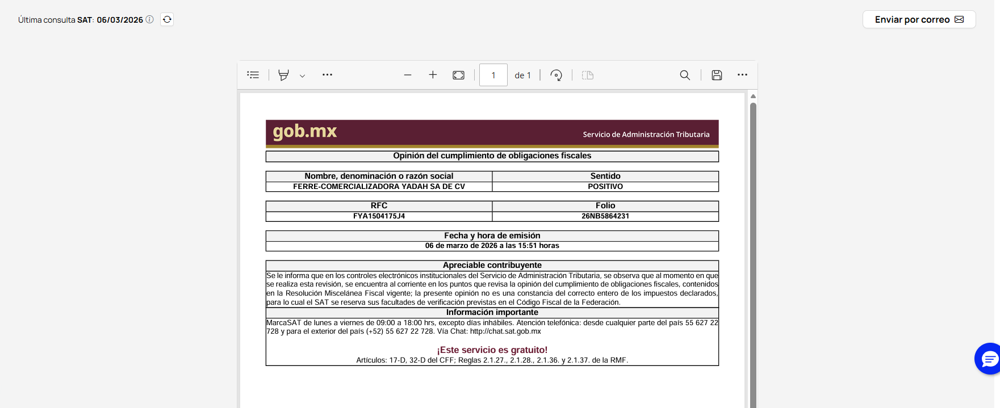 Última consulta SAT: 06/03/2026
Enviar por correo
1 de 1
gob.mx
Servicio de Administración Tributaria
Opinión del cumplimiento de obligaciones fiscales
Nombre, denominación o razón social
Sentido
FERRE-COMERCIALIZADORA YADAH SA DE CV
POSITIVO
RFC
Folio
FYA1504175J4
26NB5864231
Fecha y hora de emisión
06 de marzo de 2026 a las 15:51 horas
Apreciable contribuyente
Se le informa que en los controles electrónicos institucionales del Servicio de Administración Tributaria, se observa que al momento en que
se realiza esta revisión, se encuentra al corriente en los puntos que revisa la opinión del cumplimiento de obligaciones fiscales, contenidos
en la Resolución Miscelánea Fiscal vigente; la presente opinión no es una constancia del correcto entero de los impuestos declarados,
para lo cual el SAT se reserva sus facultades de verificación previstas en el Código Fiscal de la Federación.
Información importante
MarcaSAT de lunes a viernes de 09:00 a 18:00 hrs, excepto días inhábiles. Atención telefónica: desde cualquier parte del país 55 627 22
728 y para el exterior del país (+52) 55 627 22 728. Vía Chat: http://chat.sat.gob.mx
¡Este servicio es gratuito!
Artículos: 17-D, 32-D del CFF; Reglas 2.1.27., 2.1.28., 2.1.36. y 2.1.37. de la RMF.